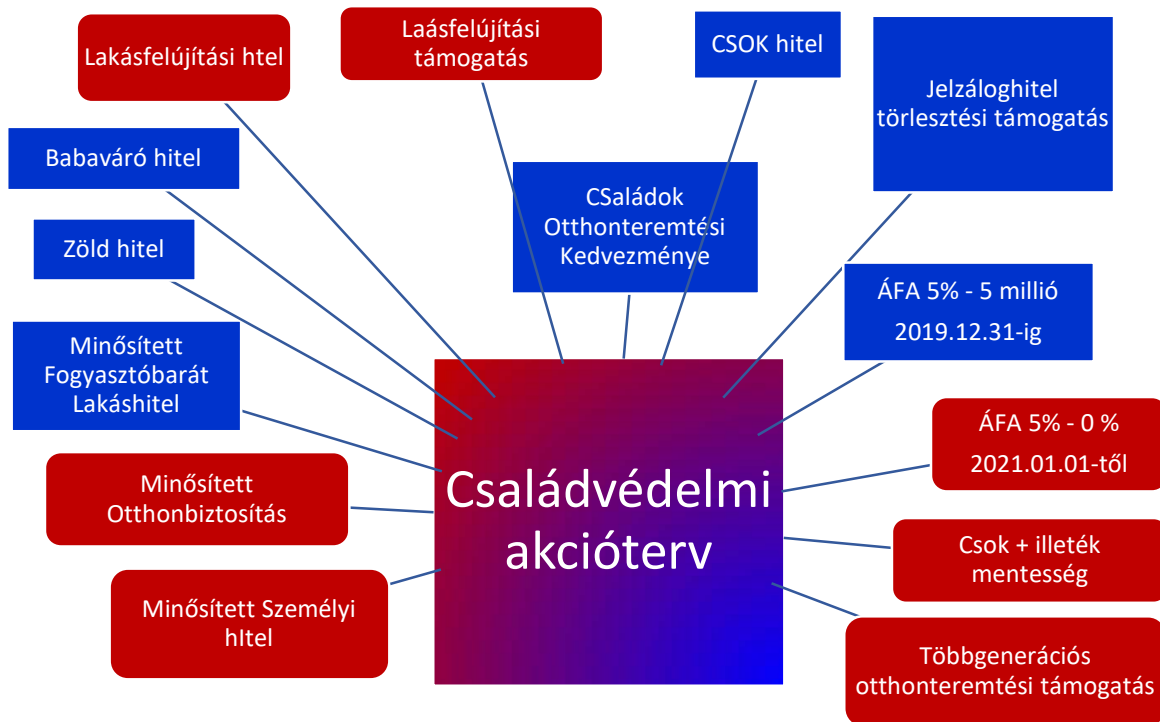 Lakásfelújítási htel
Laásfelújítási
támogatás
CSOK hitel
Jelzáloghitel
törlesztési támogatás
Babaváró hitel
CSaládok
Otthonteremtési
Kedvezménye
Zöld hitel
ÁFA 5% - 5 millió
2019.12.31-ig
Minősített
Fogyasztóbarát
Lakáshitel
ÁFA 5% - 0 %
2021.01.01-től
Családvédelmi
akcióterv
Minősített
Otthonbiztosítás
Csok + illeték
mentesség
Minősített Személyi
hItel
Többgenerációs
otthonteremtési támogatás